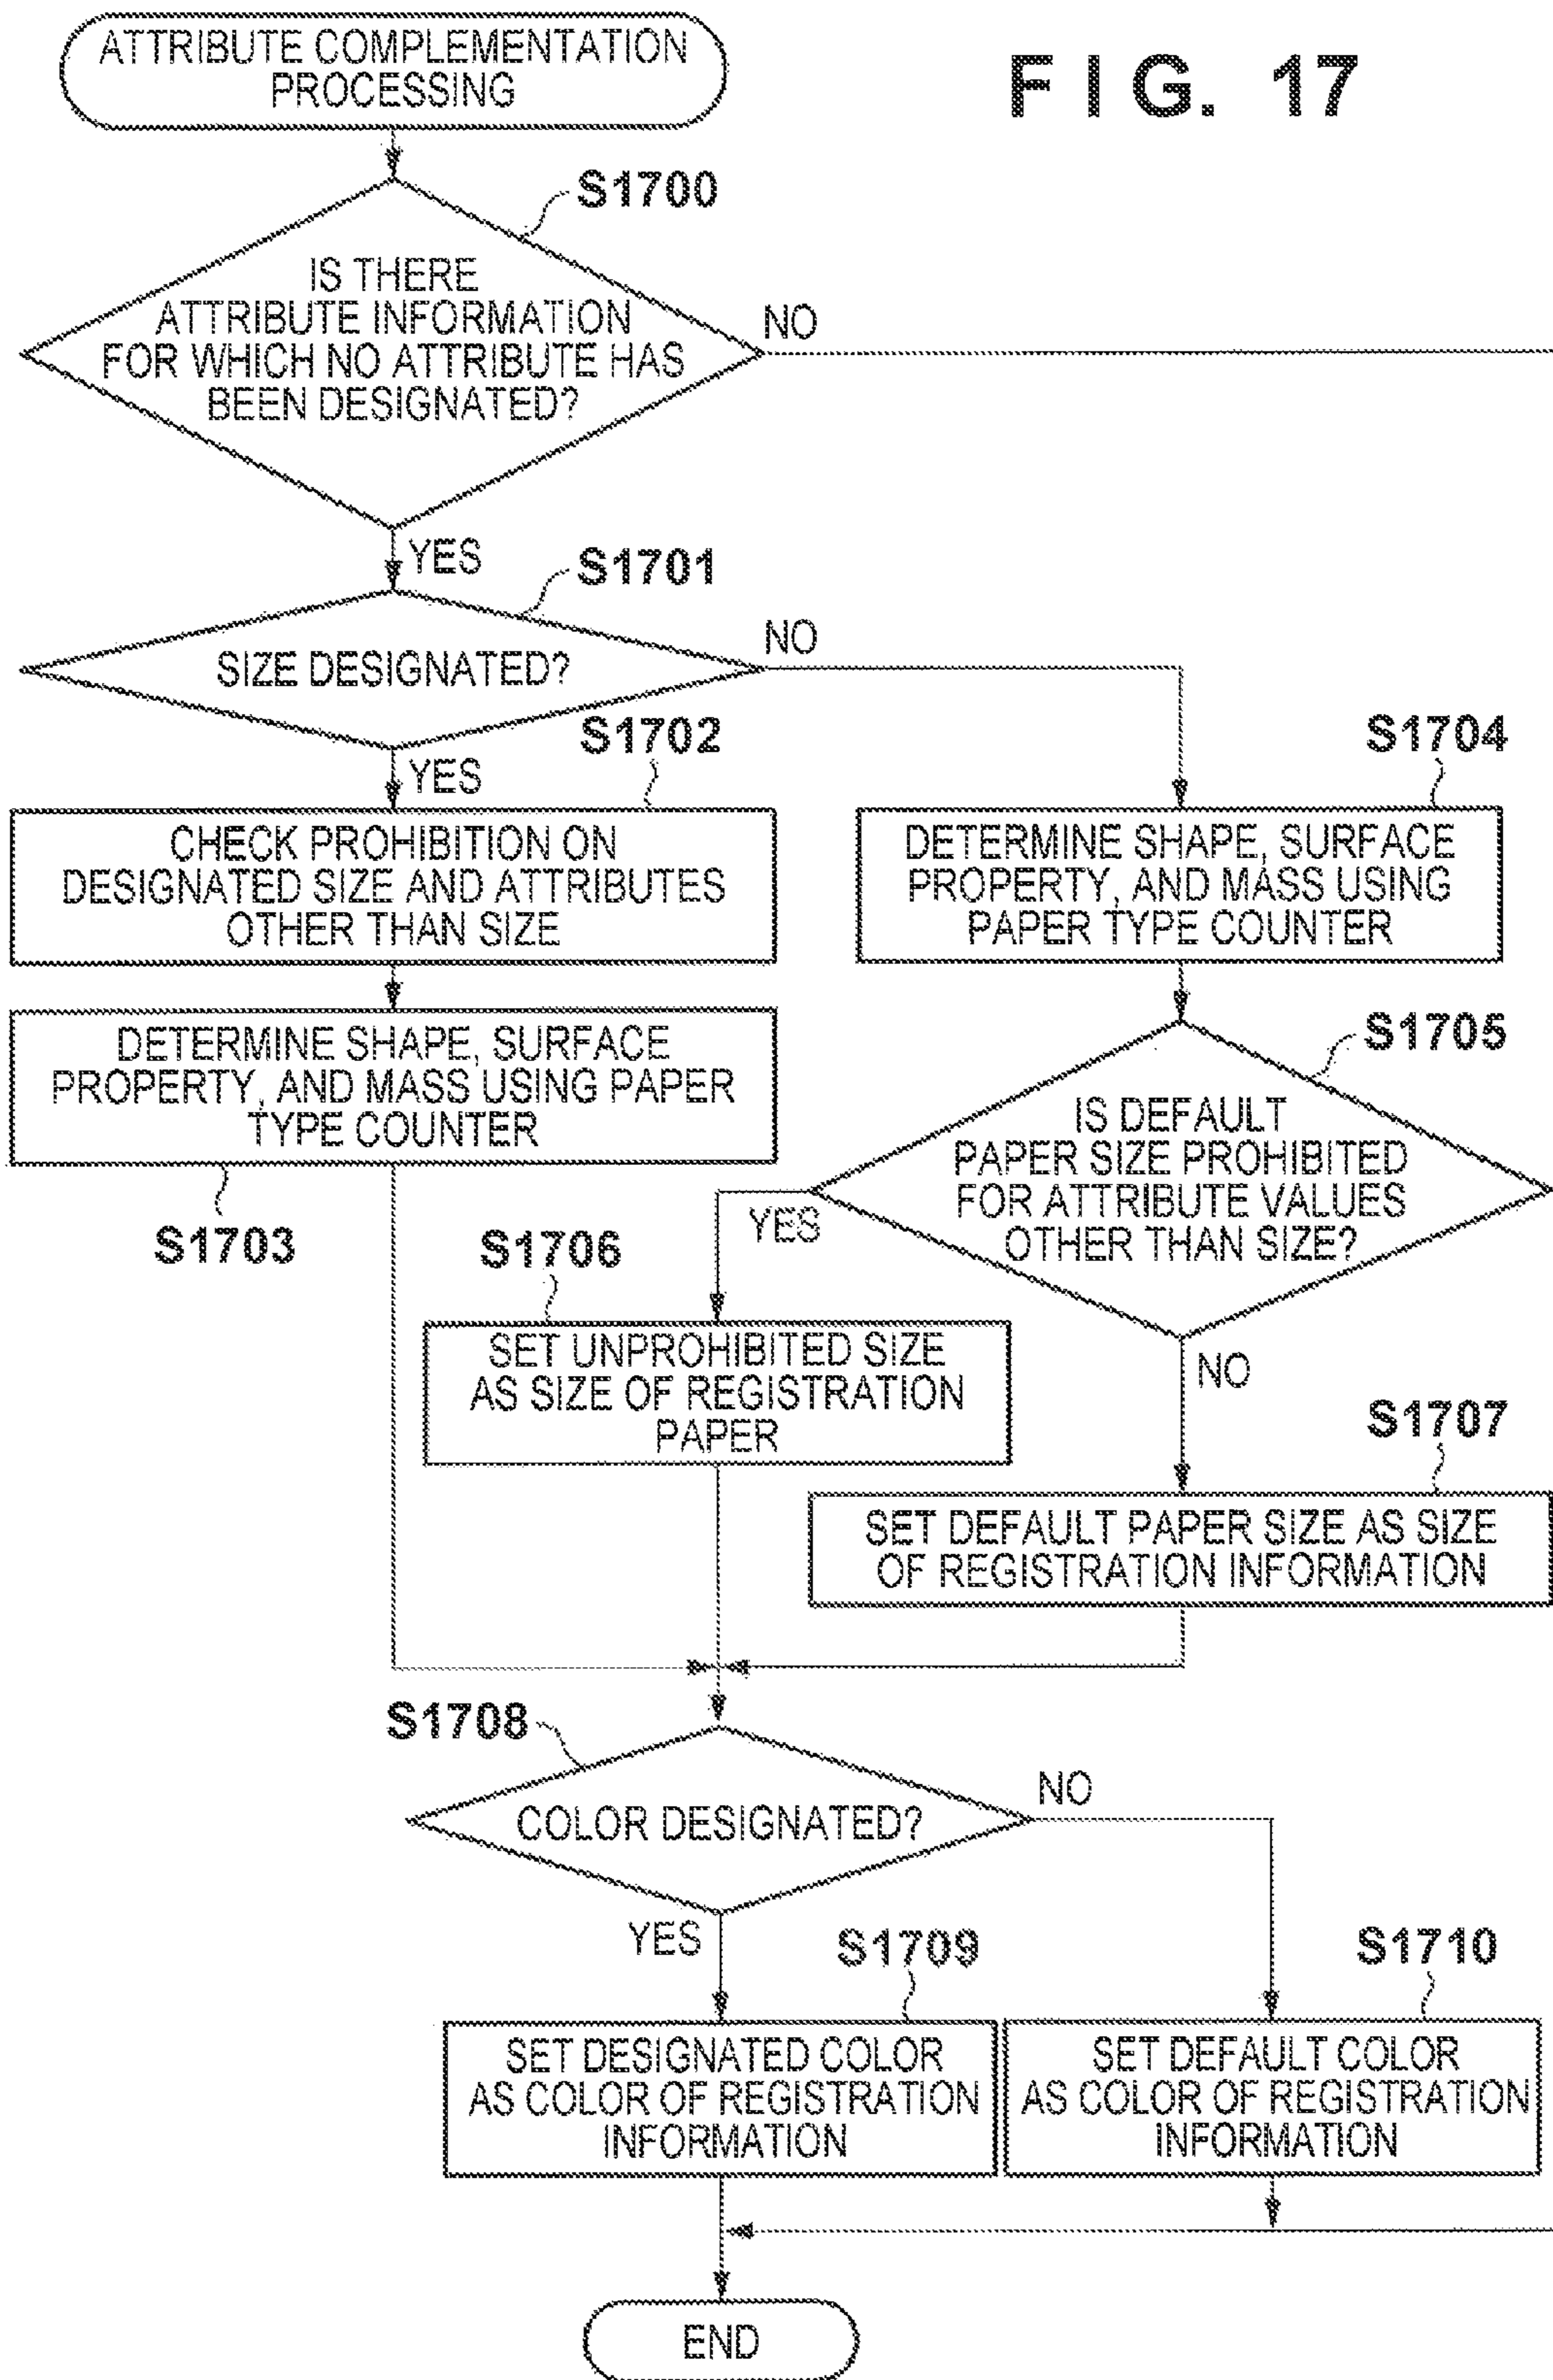 FIG. 17
ATTRIBUTE COMPLEMENTATION
PROCESSING
S1700
IS THERE
ATTRIBUTE INFORMATION
FOR WHICH NO ATTRIBUTE HAS
BEEN DESIGNATED?
NO
YES
S1701
SIZE DESIGNATED?
NO
YES
S1702
CHECK PROHIBITION ON
DESIGNATED SIZE AND ATTRIBUTES
OTHER THAN SIZE
DETERMINE SHAPE, SURFACE
PROPERTY, AND MASS USING PAPER
TYPE COUNTER
S1703
S1704
DETERMINE SHAPE, SURFACE
PROPERTY, AND MASS USING
PAPER TYPE COUNTER
S1705
IS DEFAULT
PAPER SIZE PROHIBITED
FOR ATTRIBUTE VALUES
OTHER THAN SIZE?
YES
NO
S1706
SET UNPROHIBITED SIZE
AS SIZE OF REGISTRATION
PAPER
S1707
SET DEFAULT PAPER SIZE AS SIZE
OF REGISTRATION INFORMATION
S1708
COLOR DESIGNATED?
NO
YES
S1709
SET DESIGNATED COLOR
AS COLOR OF REGISTRATION
INFORMATION
S1710
SET DEFAULT COLOR
AS COLOR OF REGISTRATION
INFORMATION
END